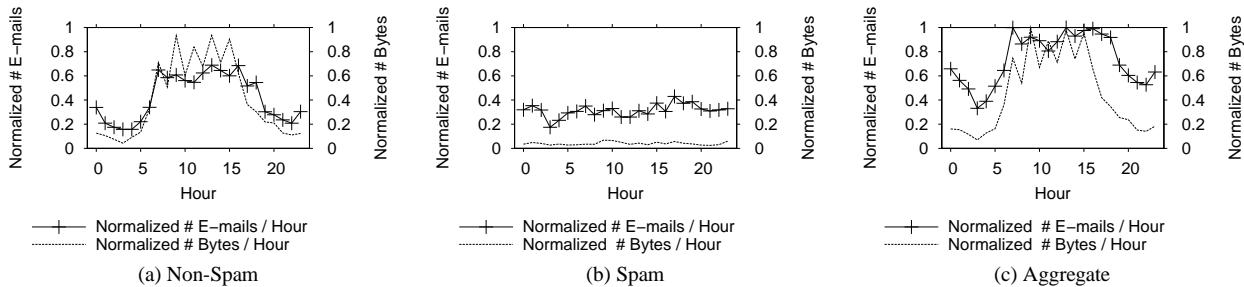 Normalized # E−mails
1
0.8
0.6
0.4
0.2
0
0 5 10 15 20
Hour
1
0.8
0.6
0.4
0.2
0
Normalized # Bytes
Normalized # E−mails / Hour
Normalized # Bytes / Hour
(a) Non-Spam
Normalized # E−mails
1
0.8
0.6
0.4
0.2
0
0 5 10 15 20
Hour
1
0.8
0.6
0.4
0.2
0
Normalized # Bytes
Normalized # E−mails / Hour
Normalized # Bytes / Hour
(b) Spam
Normalized # E−mails
1
0.8
0.6
0.4
0.2
0
0 5 10 15 20
Hour
1
0.8
0.6
0.4
0.2
0
Normalized # Bytes
Normalized # E−mails / Hour
Normalized # Bytes / Hour
(c) Aggregate